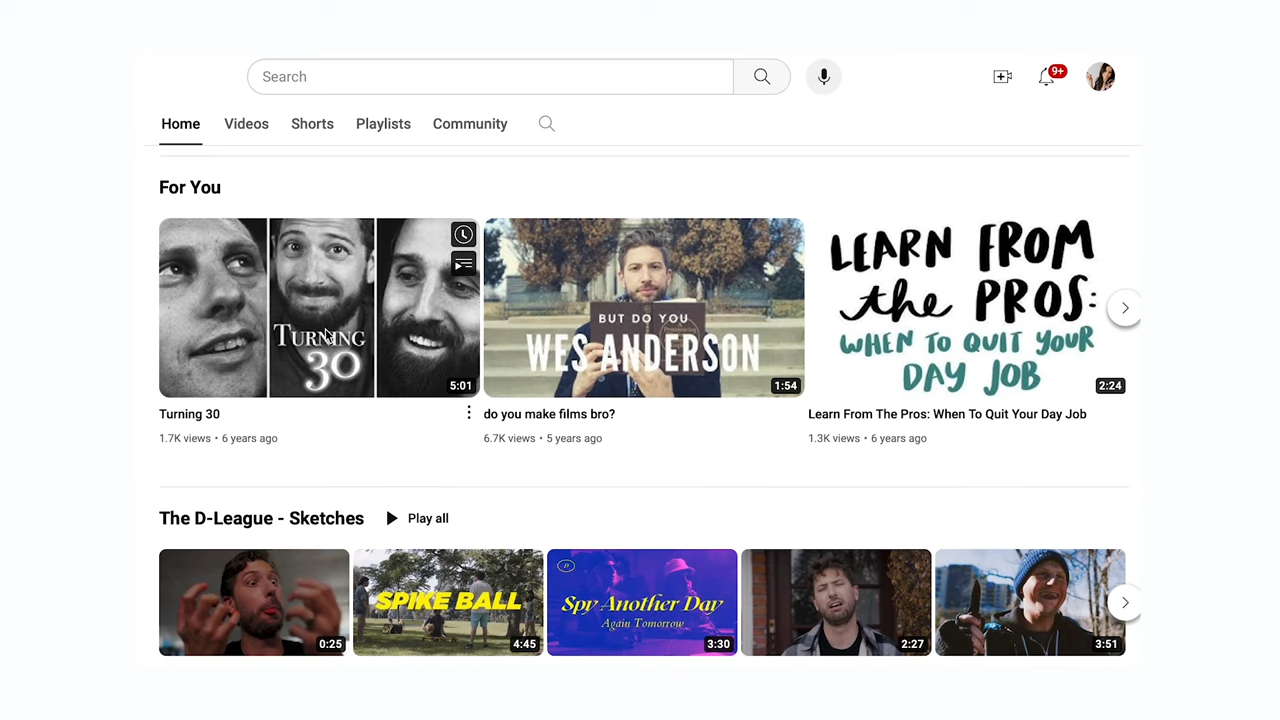 Search
9+
Home Videos Shorts Playlists Community
For You
TURNING
30
5:01
BUT DO YOU
WES ANDERSON
1:54
LEARN FROM
the PROS:
WHEN TO QUIT YOUR
DAY JOB
2:24
Turning 30
1.7K views • 6 years ago
do you make films bro?
6.7K views • 5 years ago
Learn From The Pros: When To Quit Your Day Job
1.3K views • 6 years ago
The D-League - Sketches Play all
0:25
SPIKE BALL
4:45
Spy Another Day
Again Tomorrow
3:30
2:27
3:51